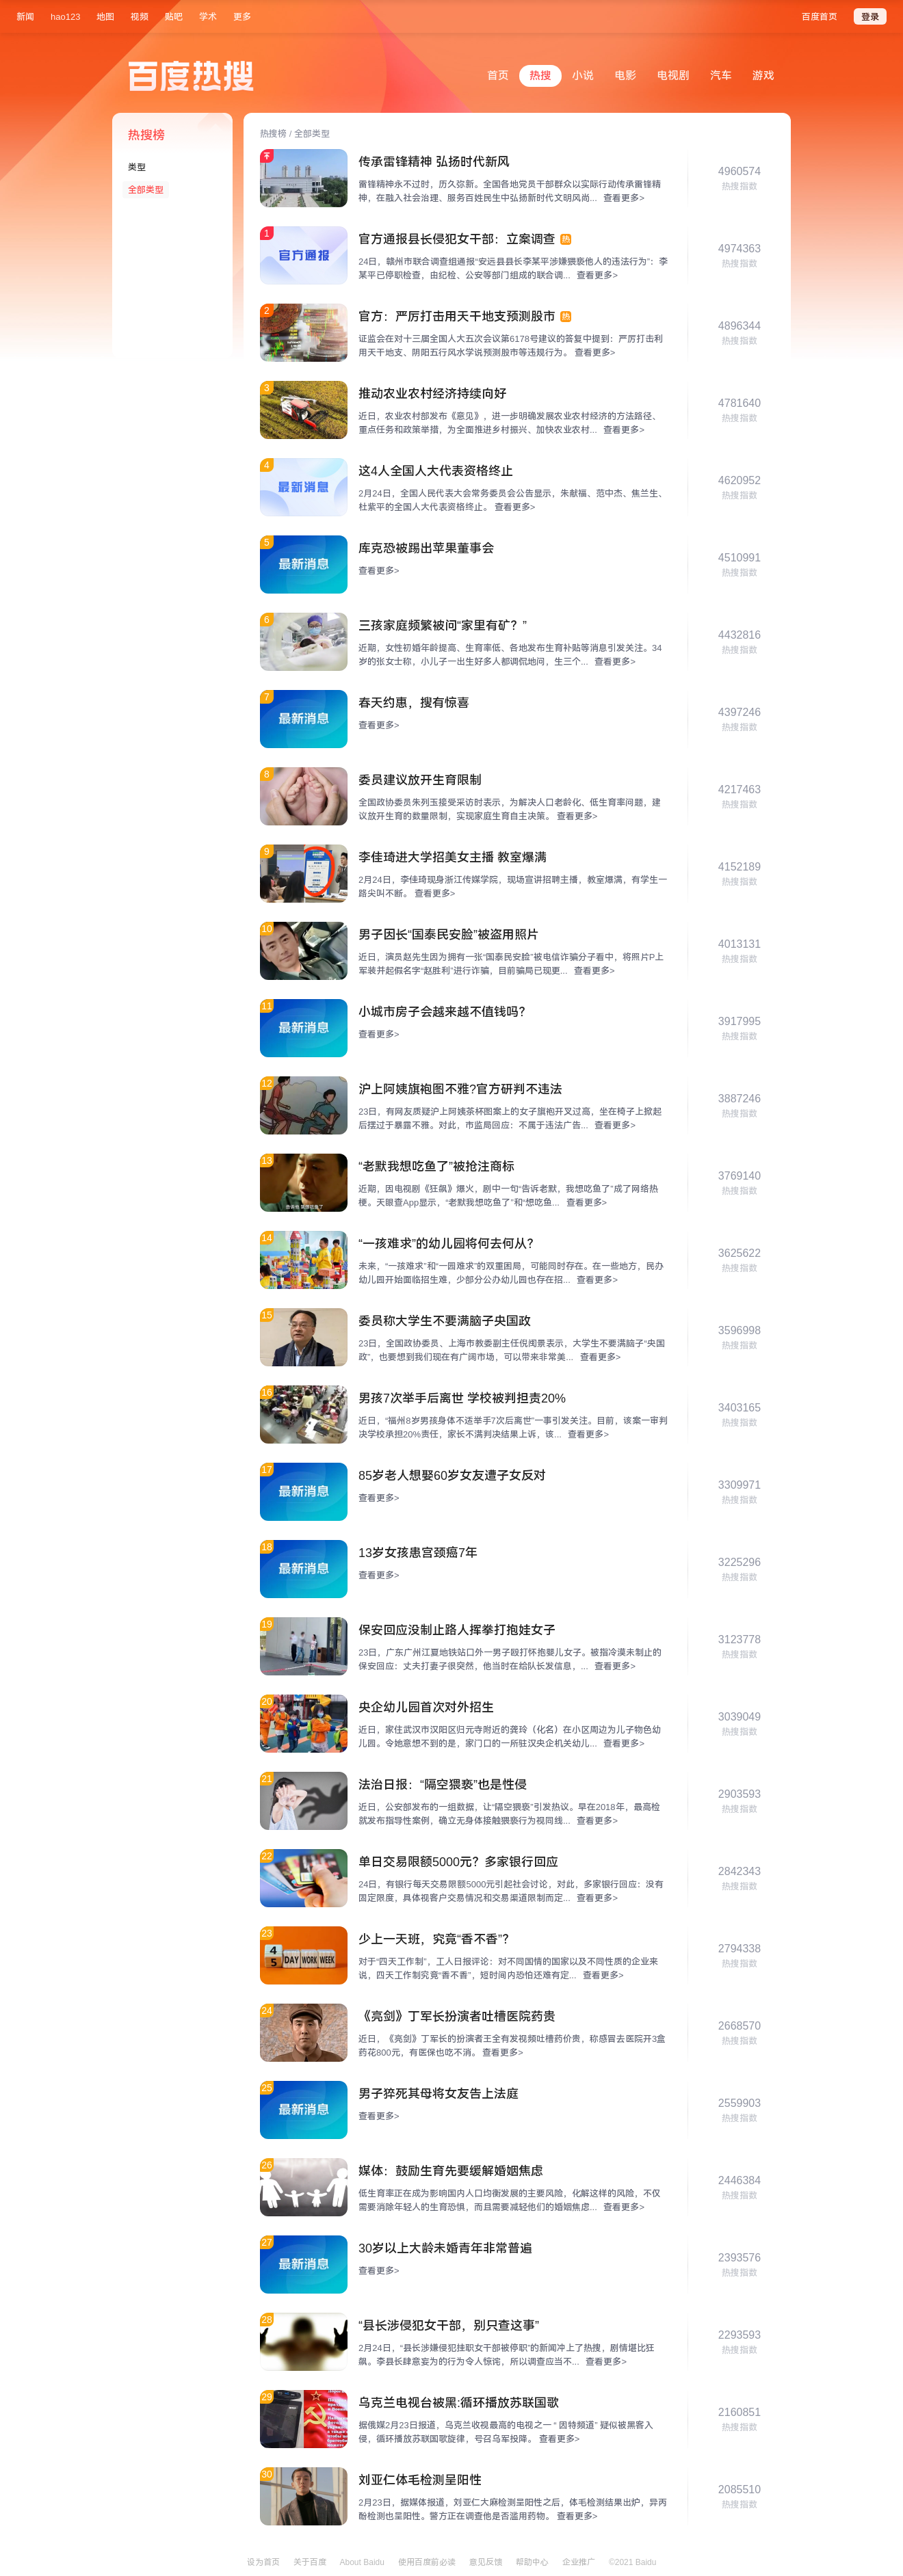 新闻 hao123 地图 视频 贴吧 学术 更多 百度首页 登录
百度热搜
首页 热搜 小说 电影 电视剧 汽车 游戏
热搜榜
类型
全部类型
热搜榜 / 全部类型
传承雷锋精神 弘扬时代新风
雷锋精神永不过时，历久弥新。全国各地党员干部群众以实际行动传承雷锋精
神，在融入社会治理、服务百姓民生中弘扬新时代文明风尚... 查看更多>
4960574
热搜指数
1
官方通报
官方通报县长侵犯女干部：立案调查 热
24日，赣州市联合调查组通报“安远县县长李某平涉嫌猥亵他人的违法行为”：李
某平已停职检查，由纪检、公安等部门组成的联合调... 查看更多>
4974363
热搜指数
2
官方：严厉打击用天干地支预测股市 热
证监会在对十三届全国人大五次会议第6178号建议的答复中提到：严厉打击利
用天干地支、阴阳五行风水学说预测股市等违规行为。 查看更多>
4896344
热搜指数
3
推动农业农村经济持续向好
近日，农业农村部发布《意见》，进一步明确发展农业农村经济的方法路径、
重点任务和政策举措，为全面推进乡村振兴、加快农业农村... 查看更多>
4781640
热搜指数
4
最新消息
这4人全国人大代表资格终止
2月24日，全国人民代表大会常务委员会公告显示，朱献福、范中杰、焦兰生、
杜紫平的全国人大代表资格终止。 查看更多>
4620952
热搜指数
5
最新消息
库克恐被踢出苹果董事会
查看更多>
4510991
热搜指数
6
三孩家庭频繁被问“家里有矿？”
近期，女性初婚年龄提高、生育率低、各地发布生育补贴等消息引发关注。34
岁的张女士称，小儿子一出生好多人都调侃地问，生三个... 查看更多>
4432816
热搜指数
7
最新消息
春天约惠，搜有惊喜
查看更多>
4397246
热搜指数
8
委员建议放开生育限制
全国政协委员朱列玉接受采访时表示，为解决人口老龄化、低生育率问题，建
议放开生育的数量限制，实现家庭生育自主决策。 查看更多>
4217463
热搜指数
9
李佳琦进大学招美女主播 教室爆满
2月24日，李佳琦现身浙江传媒学院，现场宣讲招聘主播，教室爆满，有学生一
路尖叫不断。 查看更多>
4152189
热搜指数
10
男子因长“国泰民安脸”被盗用照片
近日，演员赵先生因为拥有一张“国泰民安脸”被电信诈骗分子看中，将照片P上
军装并起假名字“赵胜利”进行诈骗，目前骗局已现更... 查看更多>
4013131
热搜指数
11
最新消息
小城市房子会越来越不值钱吗？
查看更多>
3917995
热搜指数
12
沪上阿姨旗袍图不雅?官方研判不违法
23日，有网友质疑沪上阿姨茶杯图案上的女子旗袍开叉过高，坐在椅子上掀起
后摆过于暴露不雅。对此，市监局回应：不属于违法广告... 查看更多>
3887246
热搜指数
13
“老默我想吃鱼了”被抢注商标
近期，因电视剧《狂飙》爆火，剧中一句“告诉老默，我想吃鱼了”成了网络热
梗。天眼查App显示，“老默我想吃鱼了”和“想吃鱼... 查看更多>
3769140
热搜指数
14
“一孩难求”的幼儿园将何去何从？
未来，“一孩难求”和“一园难求”的双重困局，可能同时存在。在一些地方，民办
幼儿园开始面临招生难，少部分公办幼儿园也存在招... 查看更多>
3625622
热搜指数
15
委员称大学生不要满脑子央国政
23日，全国政协委员、上海市教委副主任倪闽景表示，大学生不要满脑子“央国
政”，也要想到我们现在有广阔市场，可以带来非常美... 查看更多>
3596998
热搜指数
16
男孩7次举手后离世 学校被判担责20%
近日，“福州8岁男孩身体不适举手7次后离世”一事引发关注。目前，该案一审判
决学校承担20%责任，家长不满判决结果上诉，该... 查看更多>
3403165
热搜指数
17
最新消息
85岁老人想娶60岁女友遭子女反对
查看更多>
3309971
热搜指数
18
最新消息
13岁女孩患宫颈癌7年
查看更多>
3225296
热搜指数
19
保安回应没制止路人挥拳打抱娃女子
23日，广东广州江夏地铁站口外一男子殴打怀抱婴儿女子。被指冷漠未制止的
保安回应：丈夫打妻子很突然，他当时在给队长发信息，... 查看更多>
3123778
热搜指数
20
央企幼儿园首次对外招生
近日，家住武汉市汉阳区归元寺附近的龚玲（化名）在小区周边为儿子物色幼
儿园。令她意想不到的是，家门口的一所驻汉央企机关幼儿... 查看更多>
3039049
热搜指数
21
法治日报：“隔空猥亵”也是性侵
近日，公安部发布的一组数据，让“隔空猥亵”引发热议。早在2018年，最高检
就发布指导性案例，确立无身体接触猥亵行为视同线... 查看更多>
2903593
热搜指数
22
单日交易限额5000元？多家银行回应
24日，有银行每天交易限额5000元引起社会讨论，对此，多家银行回应：没有
固定限度，具体视客户交易情况和交易渠道限制而定... 查看更多>
2842343
热搜指数
23
4 5 DAY WORK WEEK
少上一天班，究竟“香不香”？
对于“四天工作制”，工人日报评论：对不同国情的国家以及不同性质的企业来
说，四天工作制究竟“香不香”，短时间内恐怕还难有定... 查看更多>
2794338
热搜指数
24
《亮剑》丁军长扮演者吐槽医院药贵
近日，《亮剑》丁军长的扮演者王全有发视频吐槽药价贵，称感冒去医院开3盒
药花800元，有医保也吃不消。 查看更多>
2668570
热搜指数
25
最新消息
男子猝死其母将女友告上法庭
查看更多>
2559903
热搜指数
26
媒体：鼓励生育先要缓解婚姻焦虑
低生育率正在成为影响国内人口均衡发展的主要风险，化解这样的风险，不仅
需要消除年轻人的生育恐惧，而且需要减轻他们的婚姻焦虑... 查看更多>
2446384
热搜指数
27
最新消息
30岁以上大龄未婚青年非常普遍
查看更多>
2393576
热搜指数
28
“县长涉侵犯女干部，别只查这事”
2月24日，“县长涉嫌侵犯挂职女干部被停职”的新闻冲上了热搜，剧情堪比狂
飙。李县长肆意妄为的行为令人惊诧，所以调查应当不... 查看更多>
2293593
热搜指数
29
乌克兰电视台被黑:循环播放苏联国歌
据俄媒2月23日报道，乌克兰收视最高的电视之一 “ 因特频道” 疑似被黑客入
侵，循环播放苏联国歌旋律，号召乌军投降。 查看更多>
2160851
热搜指数
30
刘亚仁体毛检测呈阳性
2月23日，据媒体报道，刘亚仁大麻检测呈阳性之后，体毛检测结果出炉，异丙
酚检测也呈阳性。警方正在调查他是否滥用药物。 查看更多>
2085510
热搜指数
设为首页 关于百度 About Baidu 使用百度前必读 意见反馈 帮助中心 企业推广 ©2021 Baidu